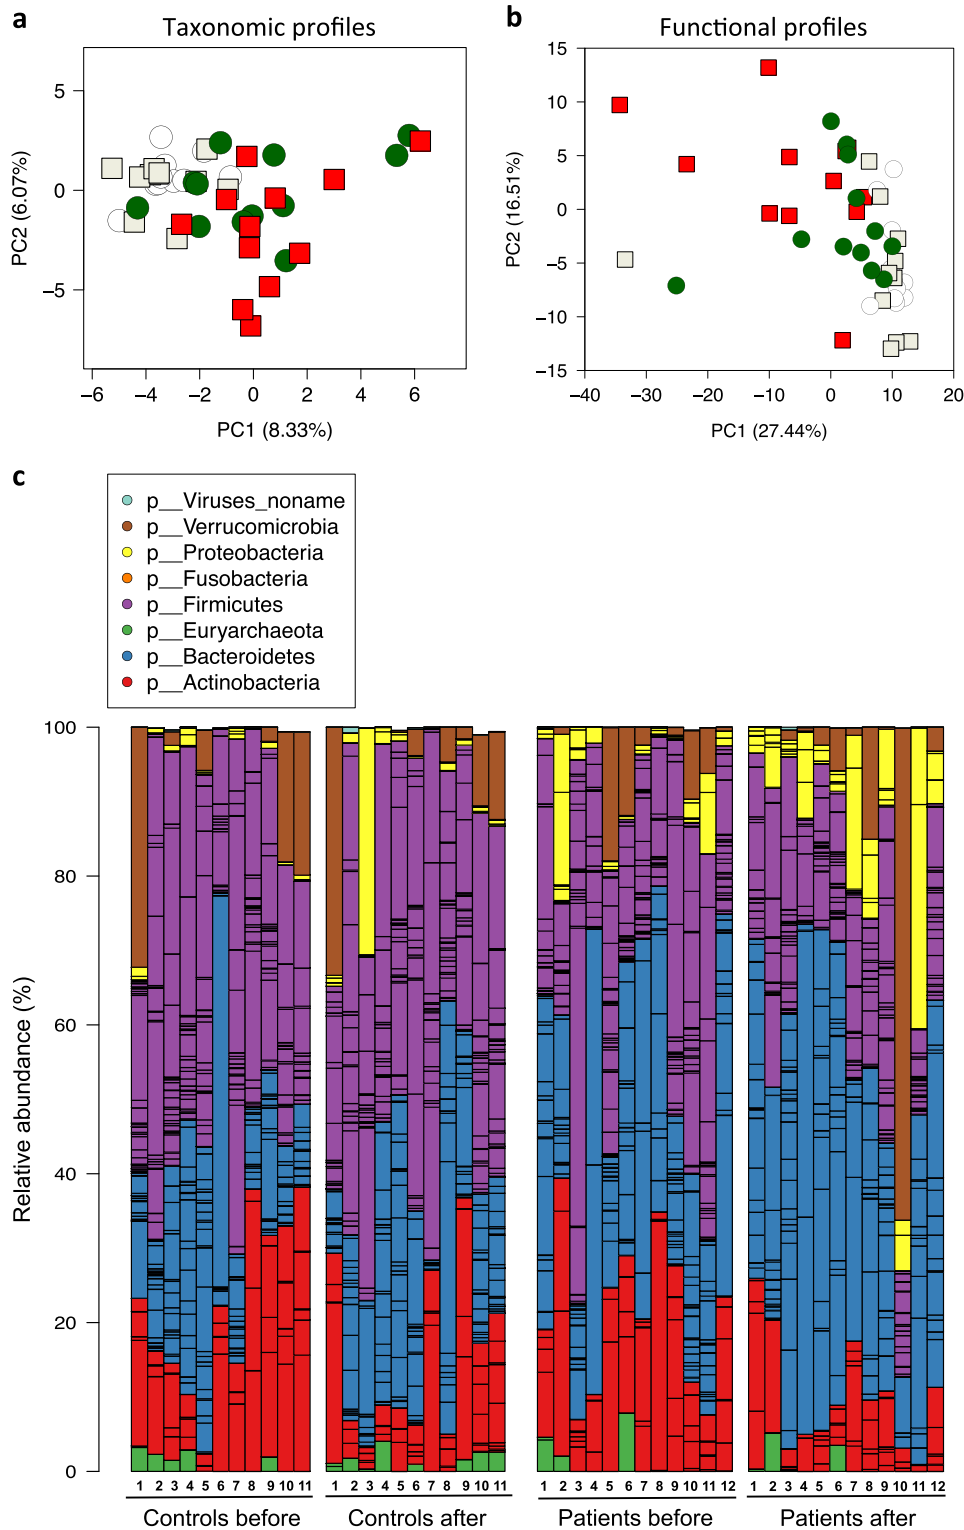 a
Taxonomic profiles
5
0
−5
PC2 (6.07%)
−6 −4 −2 0 2 4 6
PC1 (8.33%)
b
Functional profiles
15
10
5
0
−5
−10
−15
PC2 (16.51%)
−40 −30 −20 −10 0 10 20
PC1 (27.44%)
c
p__Viruses_noname
p__Verrucomicrobia
p__Proteobacteria
p__Fusobacteria
p__Firmicutes
p__Euryarchaeota
p__Bacteroidetes
p__Actinobacteria
100
80
60
40
20
0
Relative abundance (%)
1 2 3 4 5 6 7 8 9 10 11
Controls before
1 2 3 4 5 6 7 8 9 10 11
Controls after
1 2 3 4 5 6 7 8 9 10 11 12
Patients before
1 2 3 4 5 6 7 8 9 10 11 12
Patients after